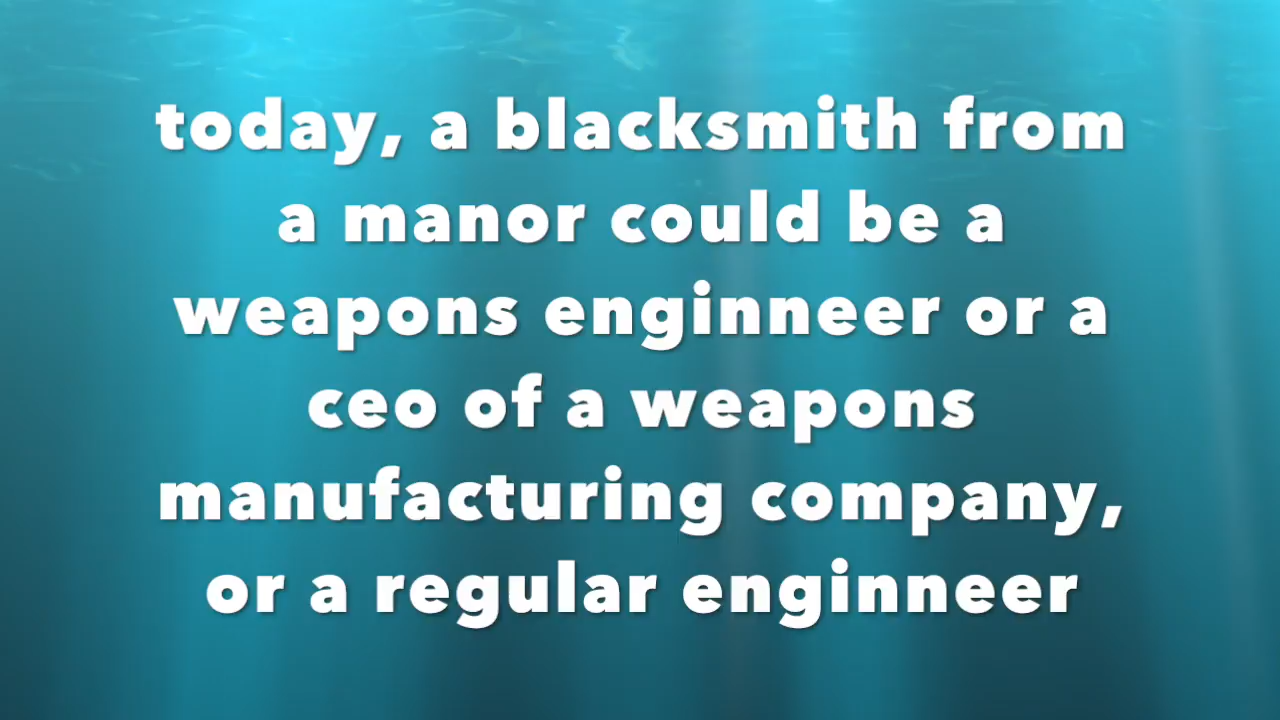 today, a blacksmith from
a manor could be a
weapons enginneer or a
ceo of a weapons
manufacturing company,
or a regular enginneer